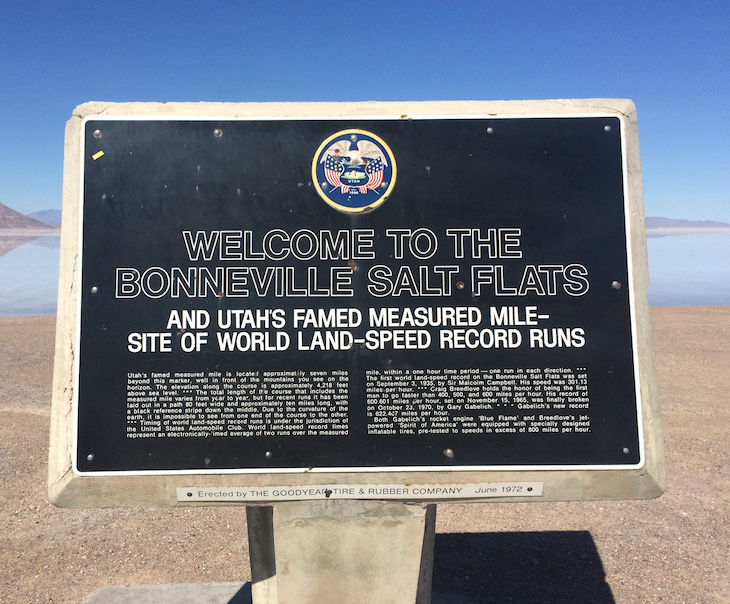 UTAH
WELCOME TO THE
BONNEVILLE SALT FLATS
AND UTAH'S FAMED MEASURED MILE-
SITE OF WORLD LAND-SPEED RECORD RUNS
Utah's famed measured mile is located approximately seven miles
beyond this marker, well in front of the mountains you see on the
horizon. The elevation along the course is approximately 4,218 feet
above sea level. *** The total length of the course that includes the
measured mile varies from year to year, but for recent runs it has been
laid out in a path 80 feet wide and approximately ten miles long, with
a black reference stripe down the middle. Due to the curvature of the
earth, it is impossible to see from one end of the course to the other.
*** Timing of world land-speed record runs is under the jurisdiction of
the United States Automobile Club. World land-speed record times
represent an electronically-timed average of two runs over the measured
mile, within a one hour time period — one run in each direction. ***
The first world land-speed record on the Bonneville Salt Flats was set
on September 3, 1935, by Sir Malcolm Campbell. His speed was 301.13
miles per hour. *** Craig Breedlove holds the honor of being the first
man to go faster than 400, 500, and 600 miles per hour. His record of
600.601 miles per hour, set on November 15, 1965, was finally broken
on October 23, 1970, by Gary Gabelich. *** Gabelich's new record
is 622.407 miles per hour.
Both Gabelich's rocket engine 'Blue Flame' and Breedlove's jet-
powered 'Spirit of America' were equipped with specially designed
inflatable tires, pre-tested to speeds in excess of 800 miles per hour.
Erected by THE GOODYEAR TIRE & RUBBER COMPANY June 1972